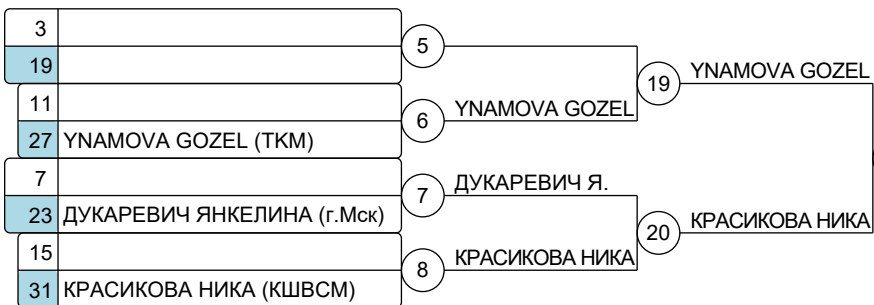 3
19
5
11
27 YNAMOVA GOZEL (TKM)
6 YNAMOVA GOZEL
19 YNAMOVA GOZEL
7
23 ДУКАРЕВИЧ ЯНКЕЛИНА (г.Мск)
7 ДУКАРЕВИЧ Я.
15
31 КРАСИКОВА НИКА (КШВСМ)
8 КРАСИКОВА НИКА
20 КРАСИКОВА НИКА